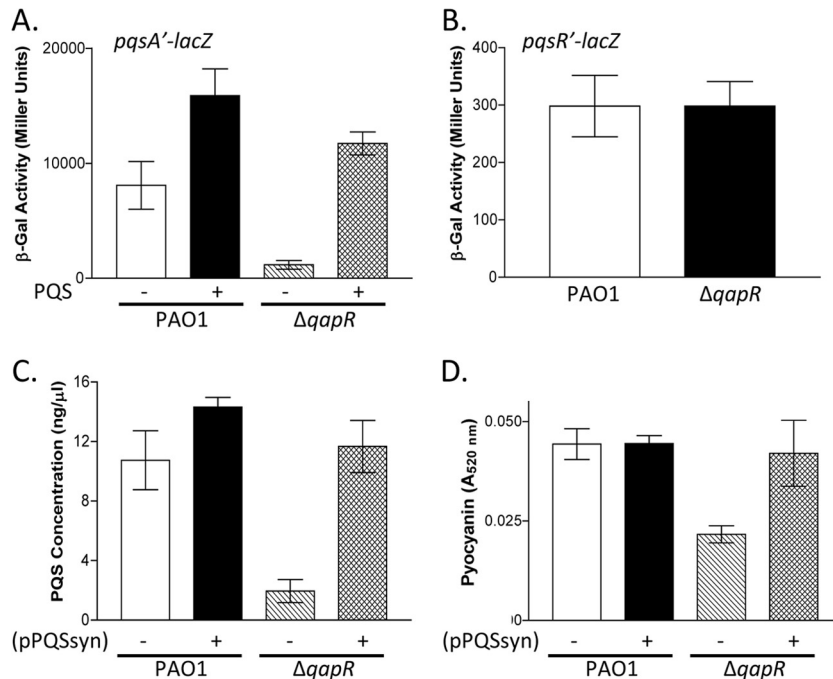 A.
pqsA’-lacZ
β-Gal Activity (Miller Units)
20000
10000
0
PQS - + - +
PAO1 ΔqapR
B.
pqsR’-lacZ
β-Gal Activity (Miller Units)
400
300
200
100
0
PAO1 ΔqapR
C.
PQS Concentration (ng/μl)
16
12
8
4
0
(pPQSsyn) - + - +
PAO1 ΔqapR
D.
Pyocyanin (A520 nm)
0.050
0.025
00
(pPQSsyn) - + - +
PAO1 ΔqapR